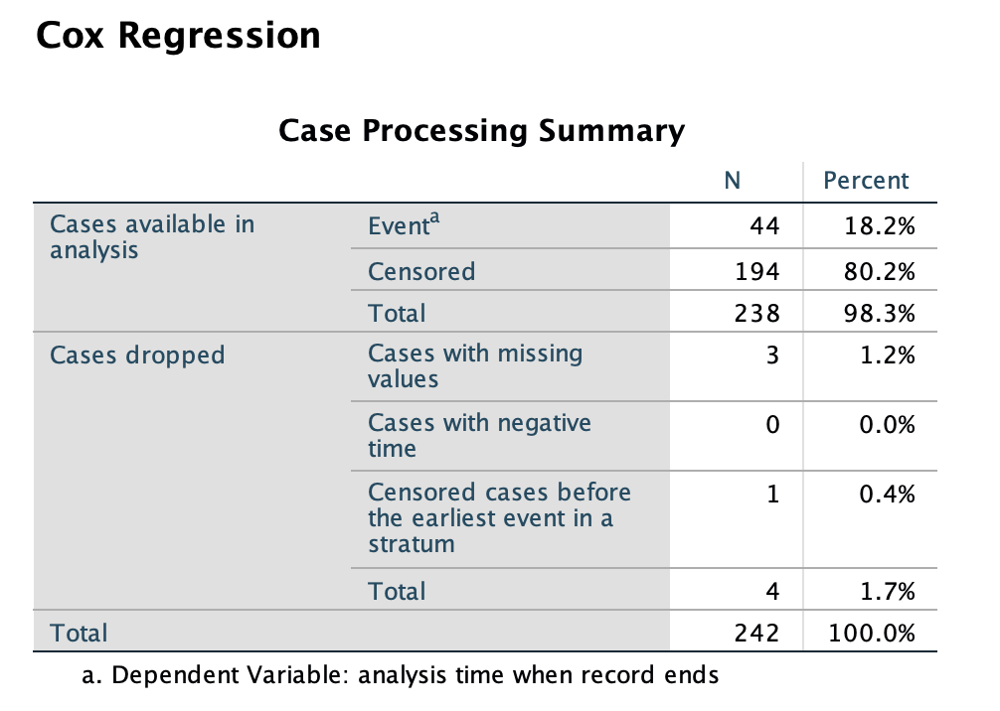 Cox Regression
Case Processing Summary
N Percent
Cases available in Eventa 44 18.2%
analysis
Censored 194 80.2%
Total 238 98.3%
Cases dropped Cases with missing 3 1.2%
values
Cases with negative 0 0.0%
time
Censored cases before 1 0.4%
the earliest event in a
stratum
Total 4 1.7%
Total 242 100.0%
a. Dependent Variable: analysis time when record ends